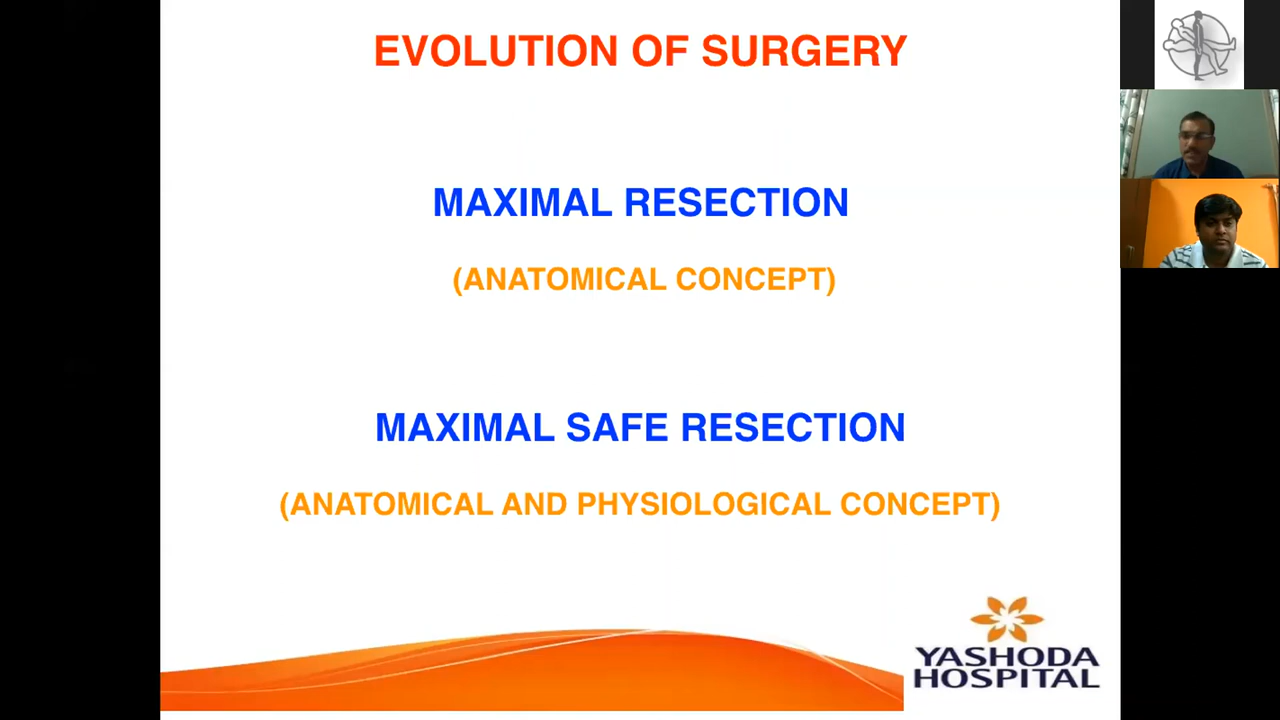 EVOLUTION OF SURGERY
MAXIMAL RESECTION
(ANATOMICAL CONCEPT)
MAXIMAL SAFE RESECTION
(ANATOMICAL AND PHYSIOLOGICAL CONCEPT)
YASHODA
HOSPITAL